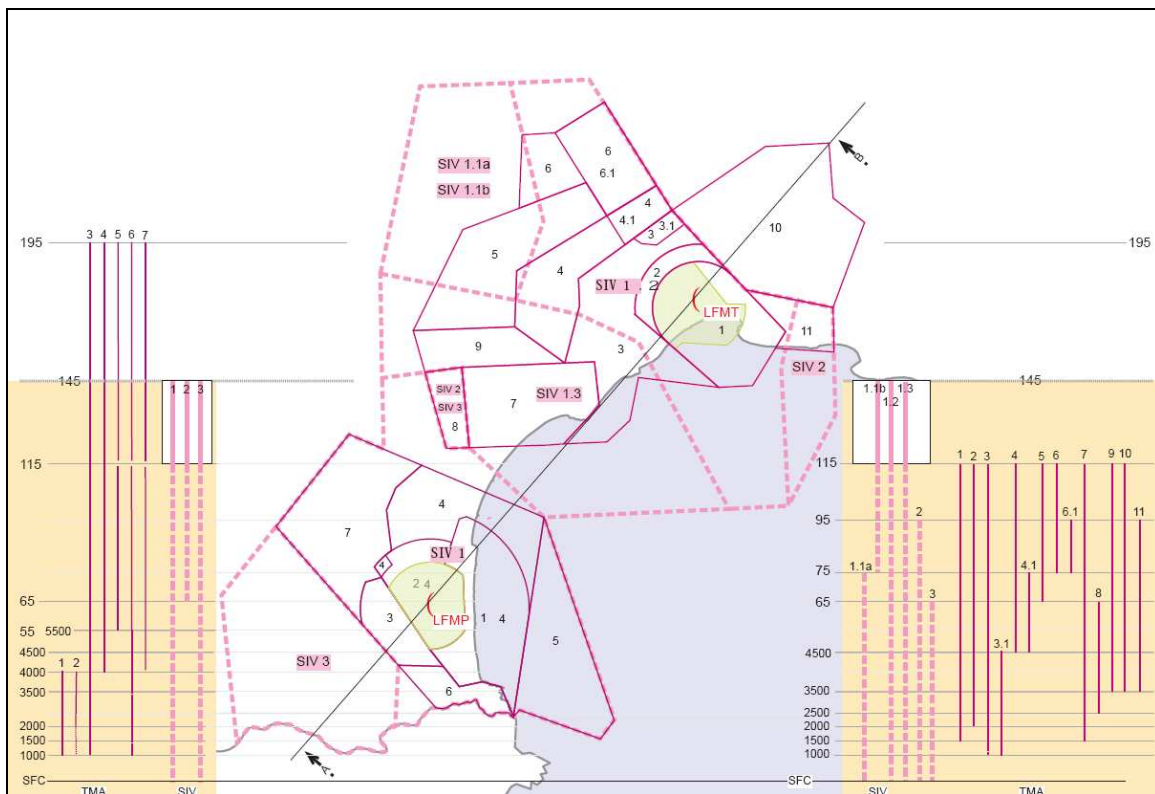 6
SIV 1.1a
6
6.1
SIV 1.1b
4
4.1
3.1
3
10
B.
195
3 4 5 6 7
195
5
4
2
SIV 1 . 2
LFMT
1
11
9
3
SIV 2
145
1 2 3
SIV 2
SIV 3
8
7
SIV 1.3
145
1.1b 1.2 1.3
115
115
1 2 3 4 5 6 7 9 10
4
7
SIV 1
95
2
6.1
11
4
2 4
75
1.1a
4.1
65
LFMP
65
3
8
3
1
4
55 5500
5
4500
4500
3.1
1 2
4000
4000
SIV 3
6
3500
3500
2500
2000
2000
1500
1500
1000
1000
A.
SFC
SFC
TMA
SIV
SIV
TMA